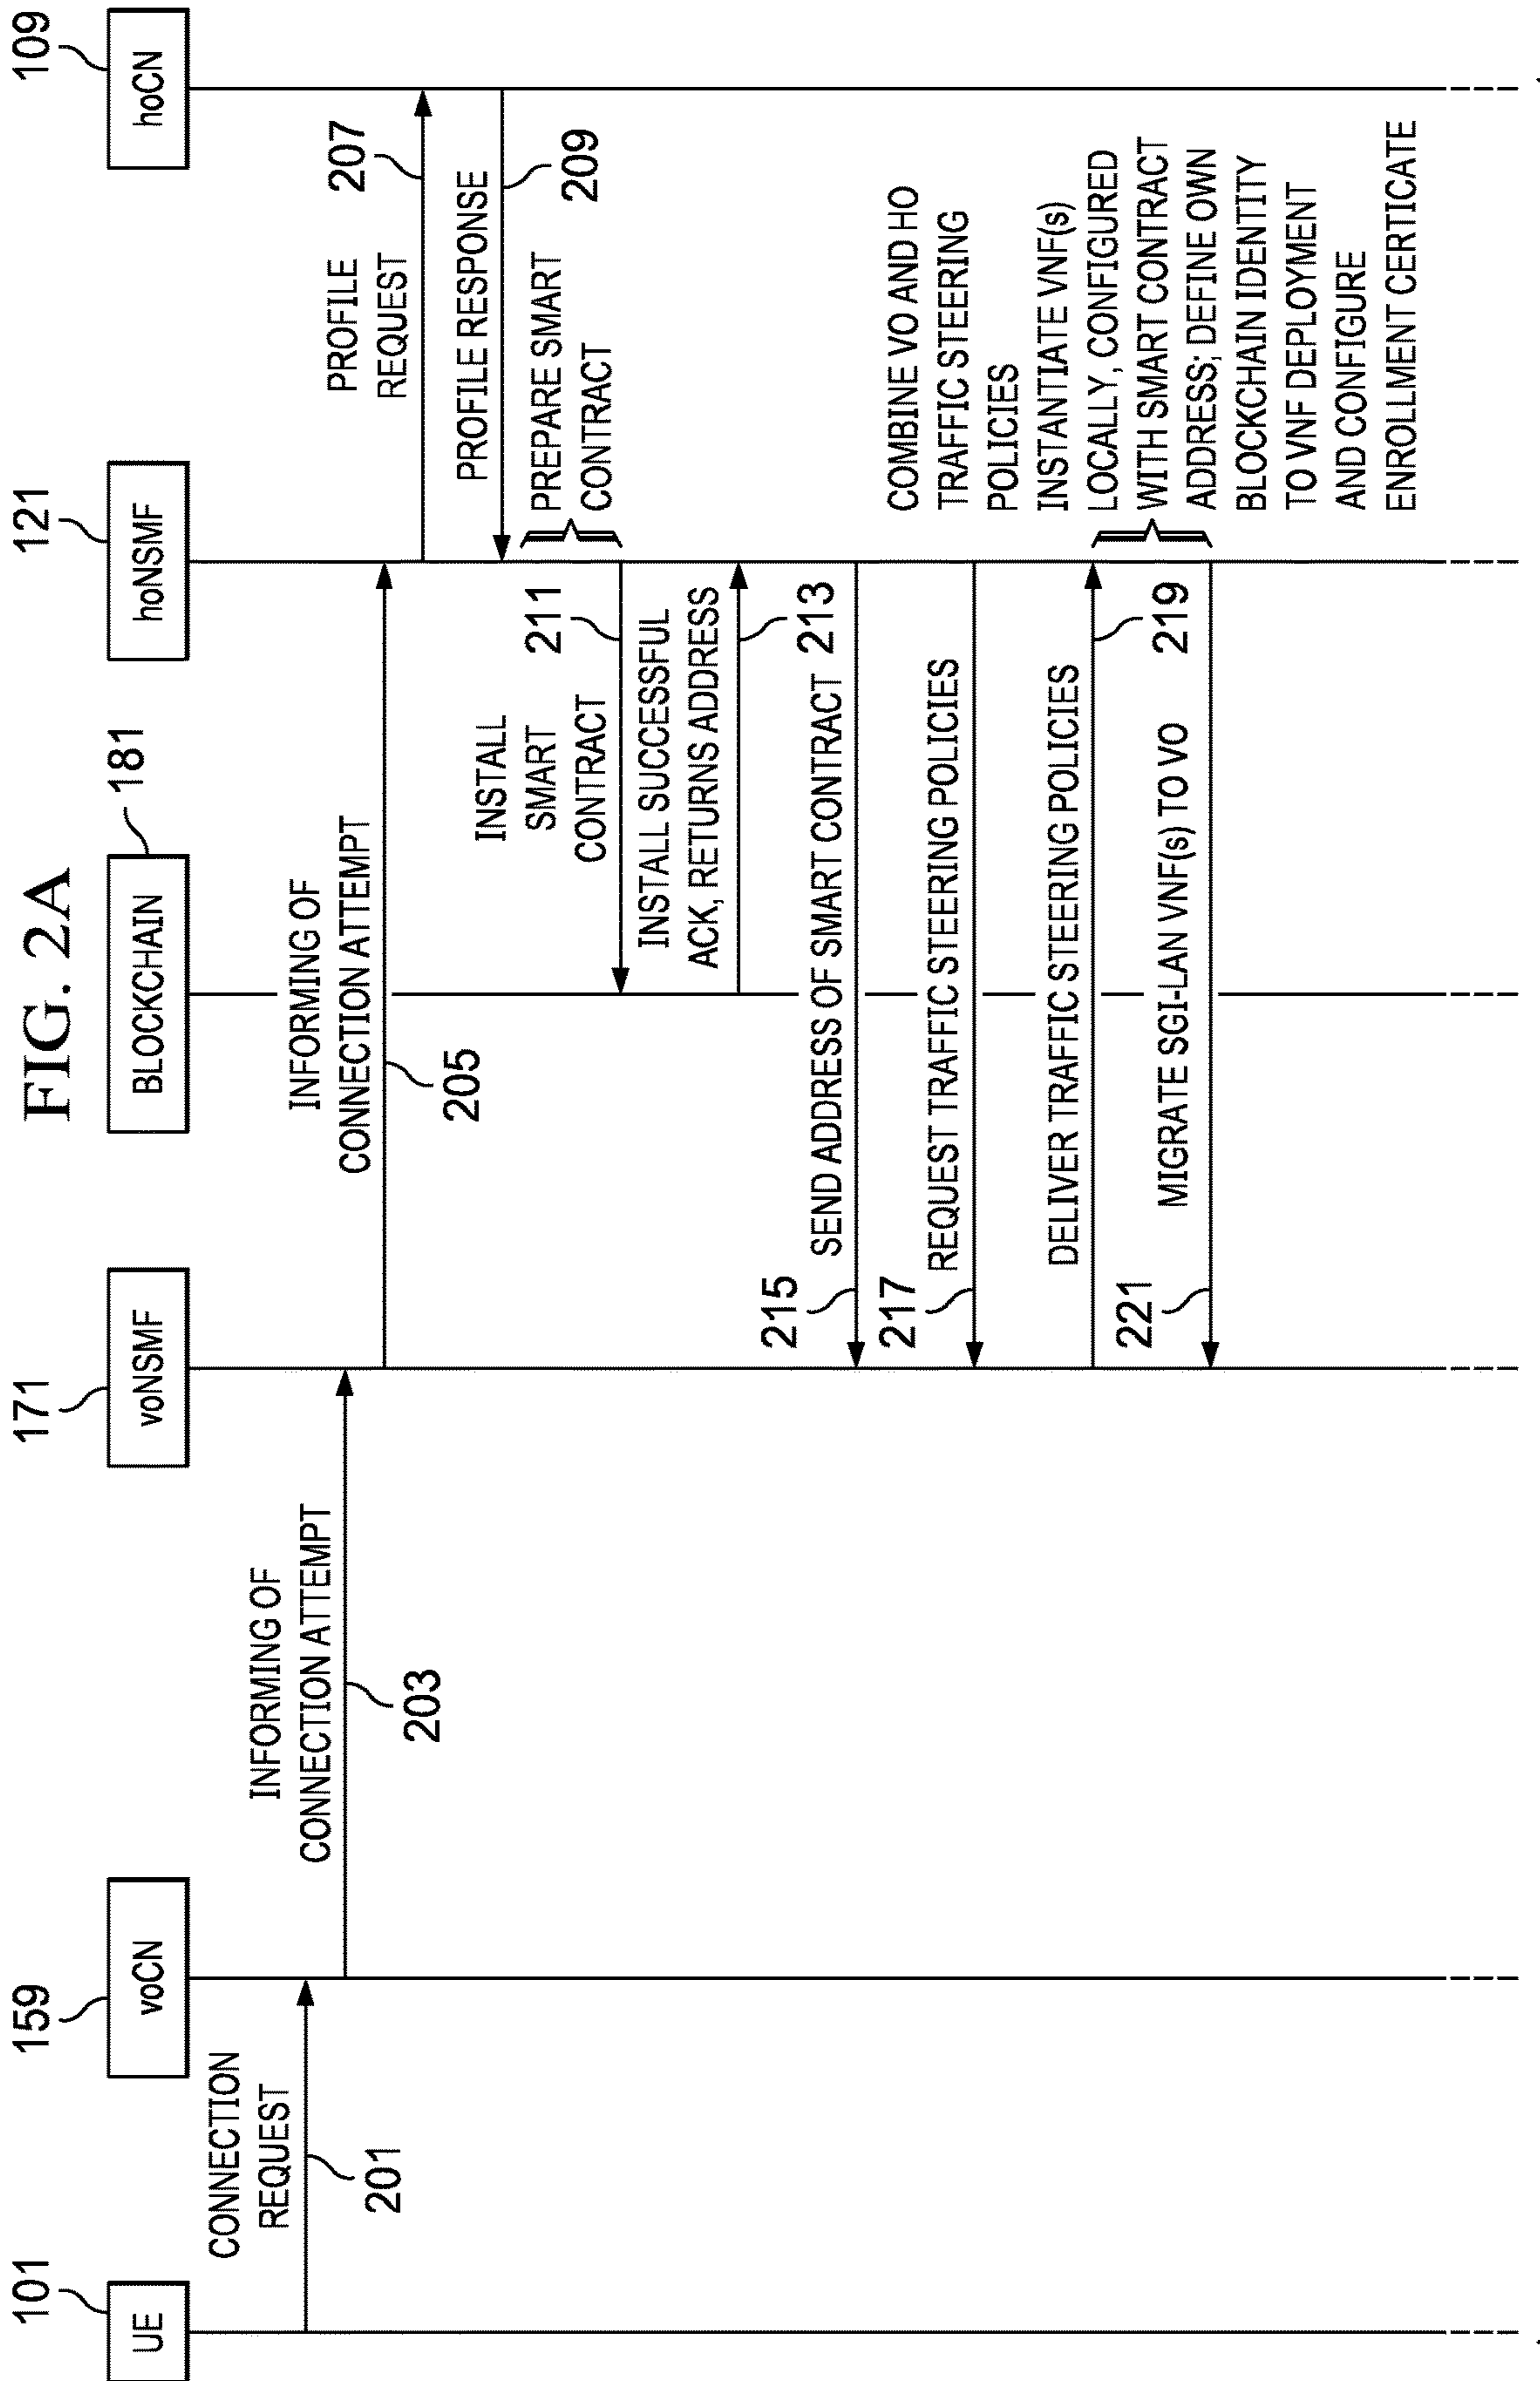 FIG. 2A
101
159
171
181
121
109
UE
voCN
voNSMF
BLOCKCHAIN
hoNSMF
hoCN
CONNECTION
REQUEST
201
INFORMING OF
CONNECTION ATTEMPT
203
INFORMING OF
CONNECTION ATTEMPT
205
PROFILE
REQUEST
207
PROFILE RESPONSE
209
PREPARE SMART
CONTRACT
INSTALL
SMART
CONTRACT
211
INSTALL SUCCESSFUL
ACK, RETURNS ADDRESS
213
SEND ADDRESS OF SMART CONTRACT
215
REQUEST TRAFFIC STEERING POLICIES
217
DELIVER TRAFFIC STEERING POLICIES
219
COMBINE VO AND HO
TRAFFIC STEERING
POLICIES
INSTANTIATE VNF(s)
LOCALLY, CONFIGURED
WITH SMART CONTRACT
ADDRESS; DEFINE OWN
BLOCKCHAIN IDENTITY
TO VNF DEPLOYMENT
AND CONFIGURE
ENROLLMENT CERTICATE
MIGRATE SGI-LAN VNF(s) TO VO
221